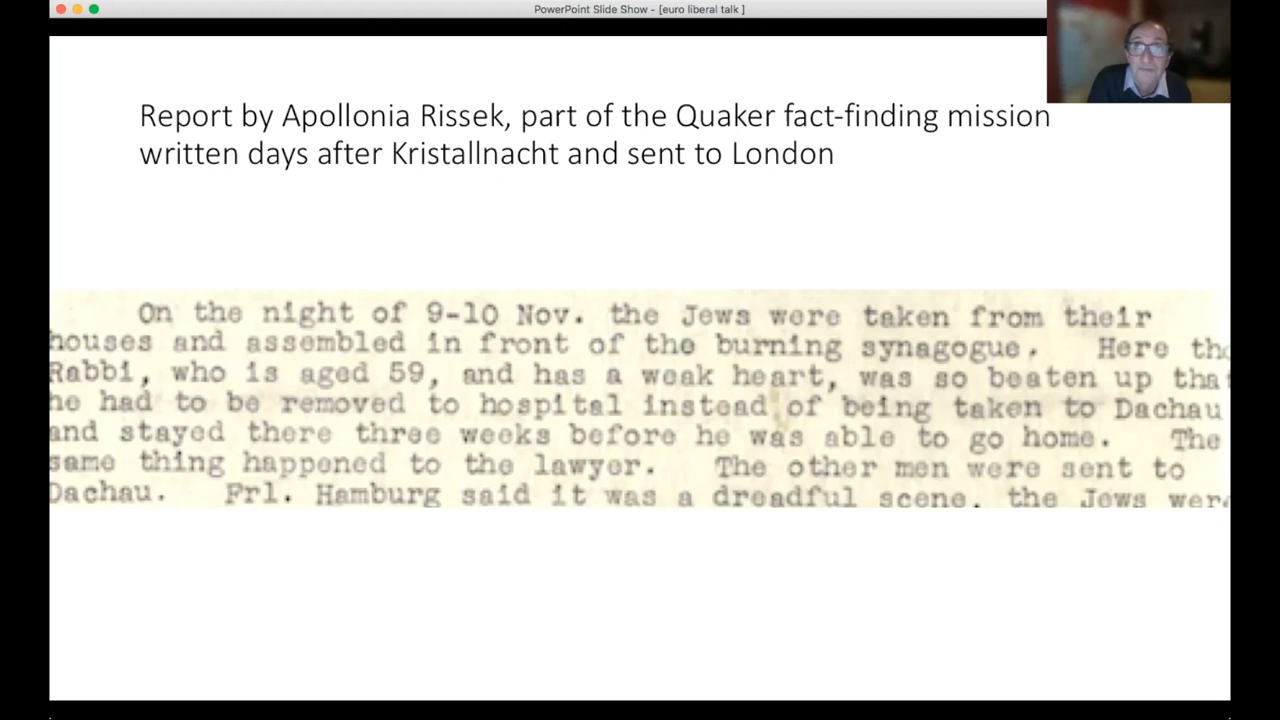 PowerPoint Slide Show - [euro liberal talk ]
Report by Apollonia Rissek, part of the Quaker fact-finding mission
written days after Kristallnacht and sent to London
On the night of 9-10 Nov. the Jews were taken from their
houses and assembled in front of the burning synagogue. Here the
Rabbi, who is aged 59, and has a weak heart, was so beaten up that
he had to be removed to hospital instead of being taken to Dachau
and stayed there three weeks before he was able to go home. The
same thing happened to the lawyer. The other men were sent to
Dachau. Frl. Hamburg said it was a dreadful scene. the Jews were